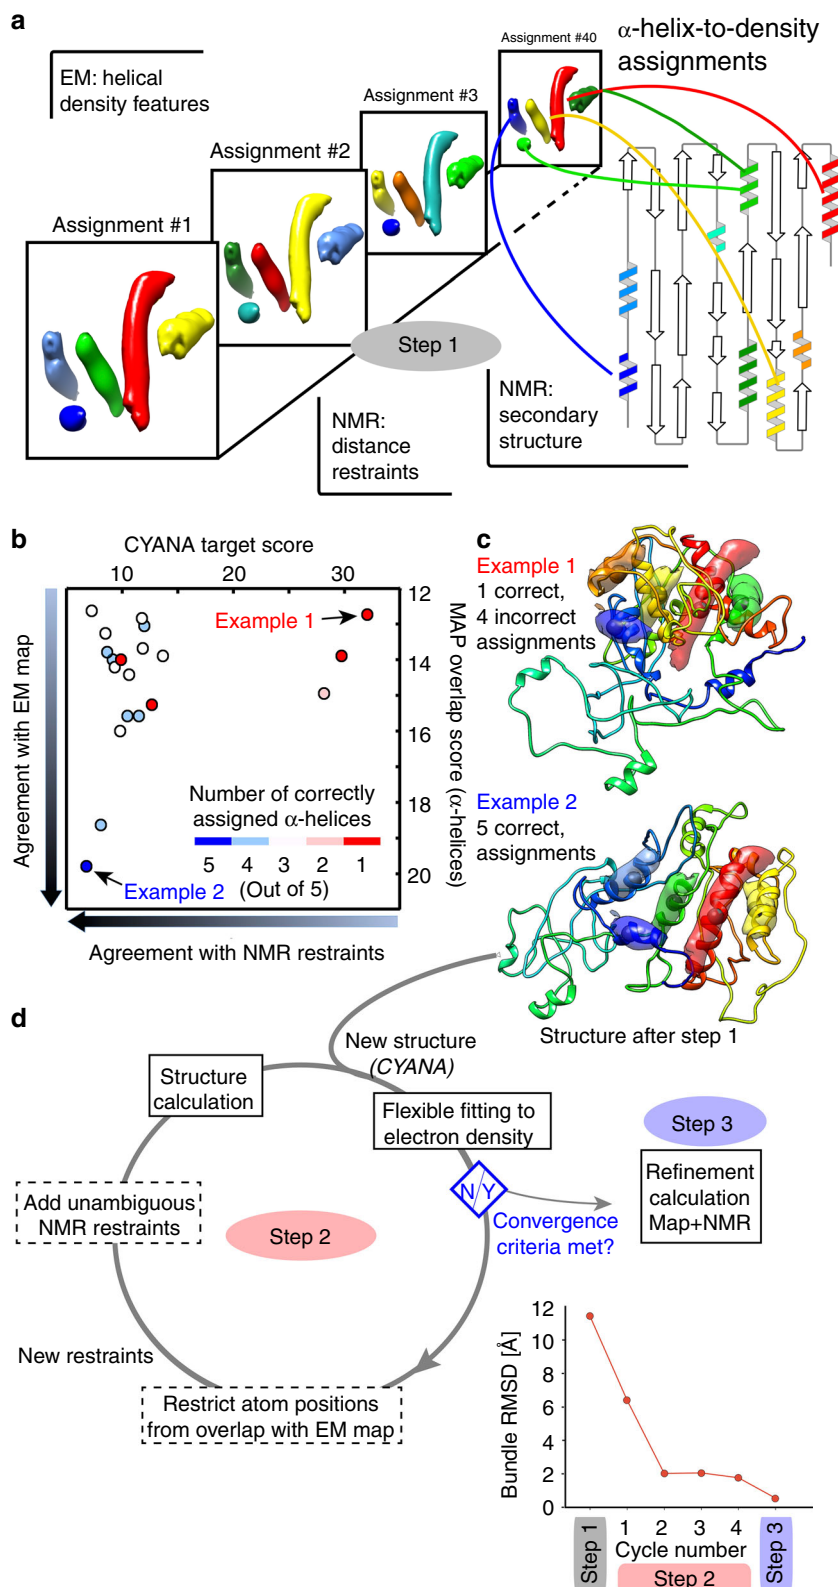 a
Assignment #40
α-helix-to-density
assignments
EM: helical
density features
Assignment #3
Assignment #2
Assignment #1
Step 1
NMR:
distance
restraints
NMR:
secondary
structure
b
CYANA target score
10 20 30
12
14
16
18
20
MAP overlap score (α-helices)
Agreement with EM map
Example 1
Number of correctly
assigned α-helices
5 4 3 2 1
(Out of 5)
Example 2
Agreement with NMR restraints
c
Example 1
1 correct,
4 incorrect
assignments
Example 2
5 correct,
assignments
Structure after step 1
d
New structure
(CYANA)
Structure
calculation
Flexible fitting to
electron density
N/Y
Convergence
criteria met?
Step 3
Refinement
calculation
Map+NMR
Add unambiguous
NMR restraints
Step 2
New restraints
Restrict atom positions
from overlap with EM map
Bundle RMSD [Å]
12
10
8
6
4
2
0
Step 1
1 2 3 4
Cycle number
Step 2
Step 3